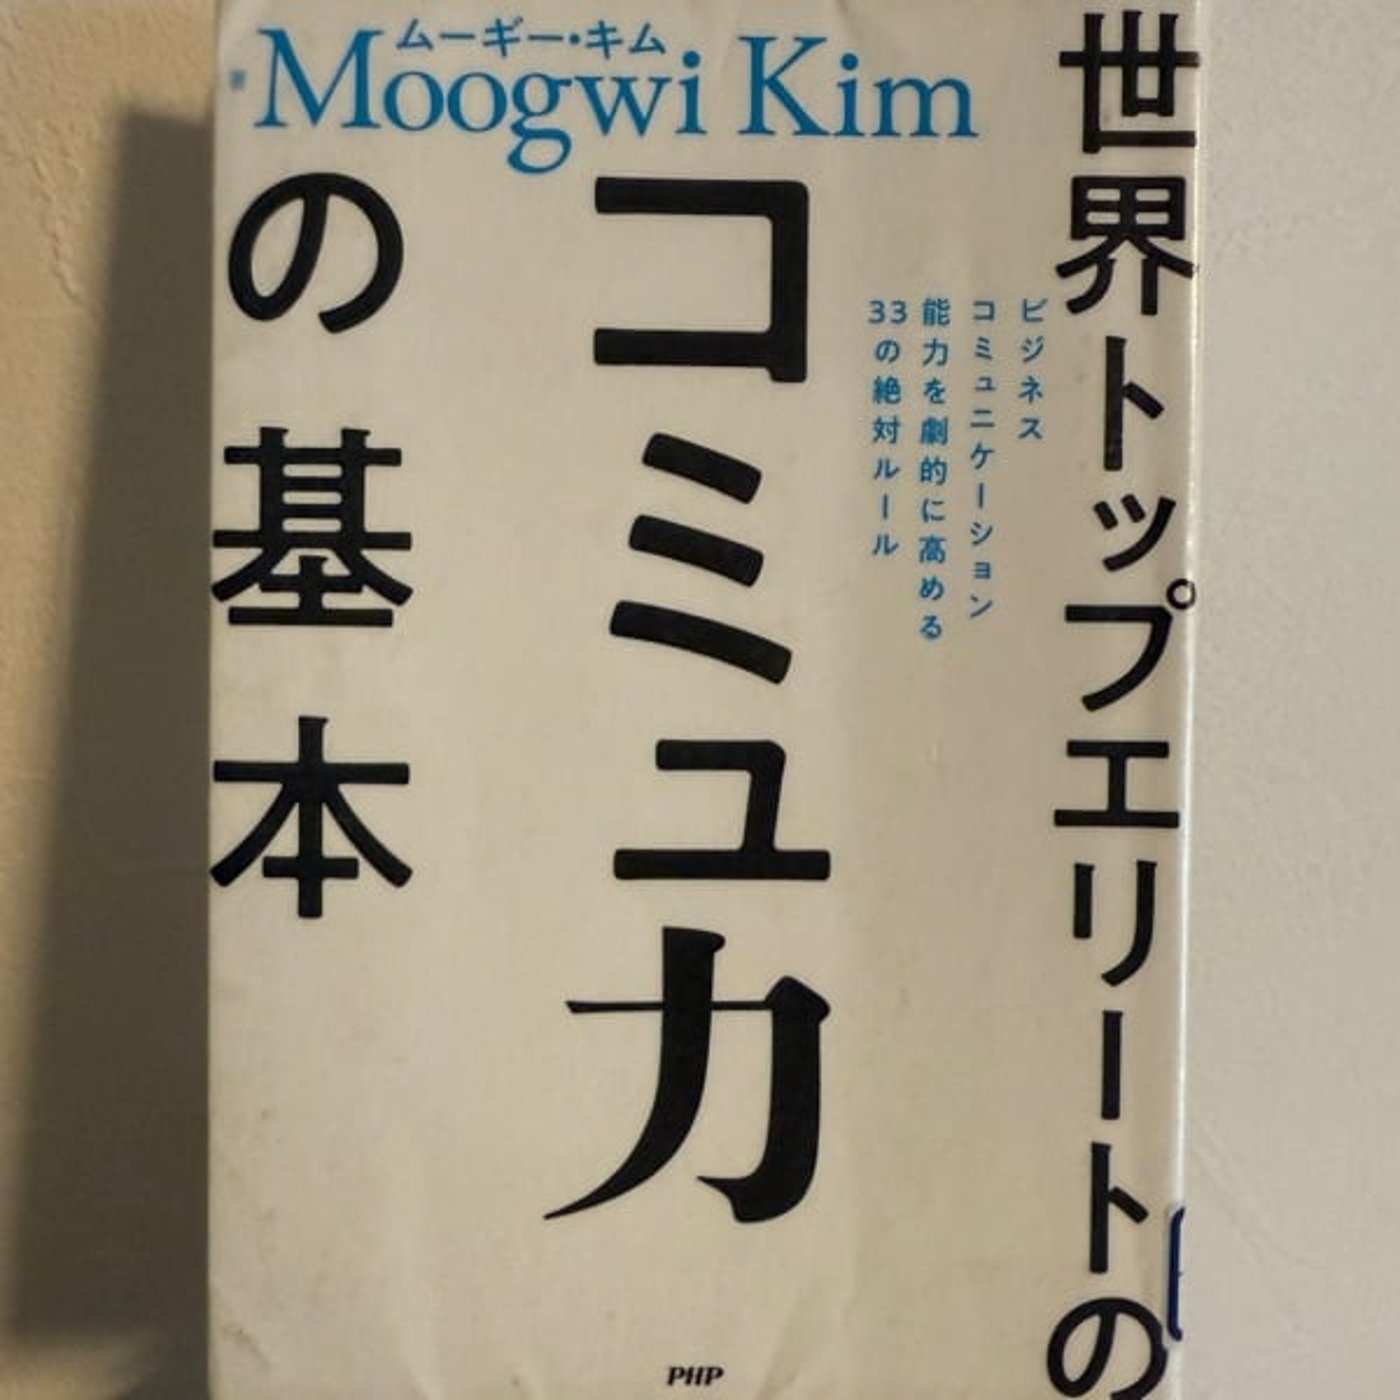 ムーギー・キム
Moogwi Kim
世界トップエリートの
コミュ力
の基本
ビジネス
コミュニケーション
能力を劇的に高める
33の絶対ルール
PHP